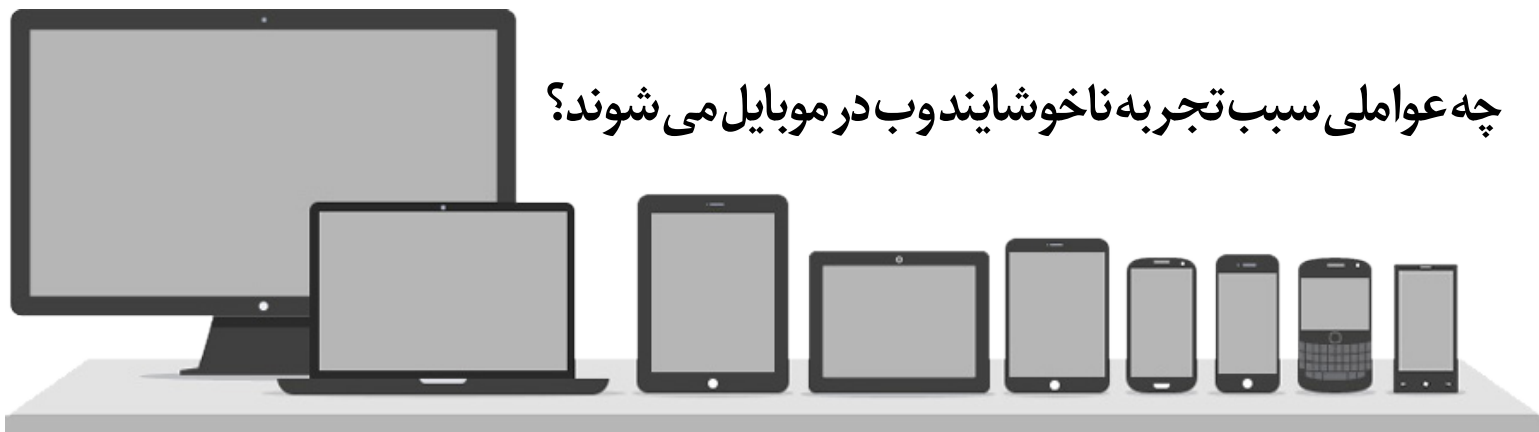 چه عواملی سبب تجربه ناخوشایند وب در موبایل می شوند؟